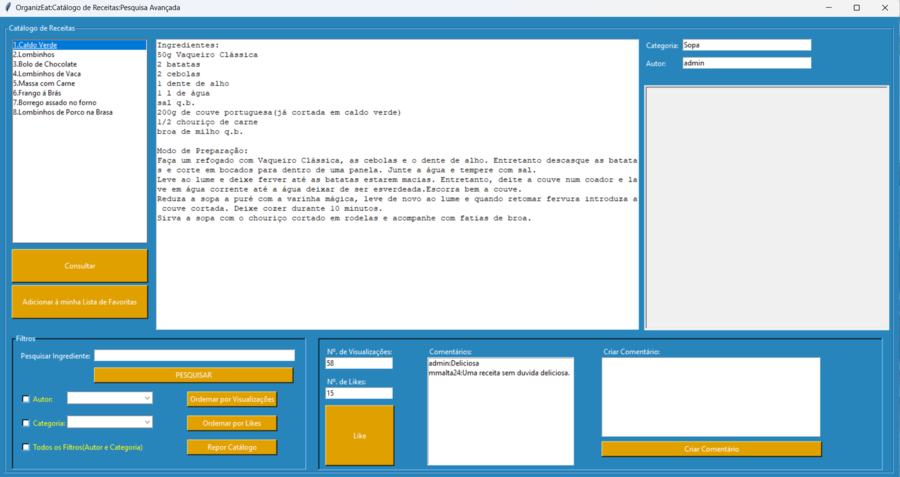 OrganizEat:Catálogo de Receitas:Pesquisa Avançada
Catálogo de Receitas
1.Caldo Verde
2.Lombinhos
3.Bolo de Chocolate
4.Lombinhos de Vaca
5.Massa com Carne
6.Frango á Brás
7.Borrego assado no forno
8.Lombinhos de Porco na Brasa
Consultar
Adicionar á minha Lista de Favoritas
Ingredientes:
50g Vaqueiro Clássica
2 batatas
2 cebolas
1 dente de alho
1 l de água
sal q.b.
200g de couve portuguesa(já cortada em caldo verde)
1/2 chouriço de carne
broa de milho q.b.
Modo de Preparação:
Faça um refogado com Vaqueiro Clássica, as cebolas e o dente de alho. Entretanto descasque as batata
s e corte em bocados para dentro de uma panela. Junte a água e tempere com sal.
Leve ao lume e deixe ferver até as batatas estarem macias. Entretanto, deite a couve num coador e la
ve em água corrente até a água deixar de ser esverdeada.Escorra bem a couve.
Reduza a sopa a puré com a varinha mágica, leve de novo ao lume e quando retomar fervura introduza a
 couve cortada. Deixe cozer durante 10 minutos.
Sirva a sopa com o chouriço cortado em rodelas e acompanhe com fatias de broa.
Categoria: Sopa
Autor: admin
Filtros
Pesquisar Ingrediente:
PESQUISAR
Autor:
Ordernar por Visualizações
Categoria:
Ordernar por Likes
Todos os Filtros(Autor e Categoria)
Repor Catálogo
Nº. de Visualizações:
58
Nº. de Likes:
15
Like
Comentários:
admin:Deliciosa
mmalta24:Uma receita sem duvida deliciosa.
Criar Comentário:
Criar Comentário